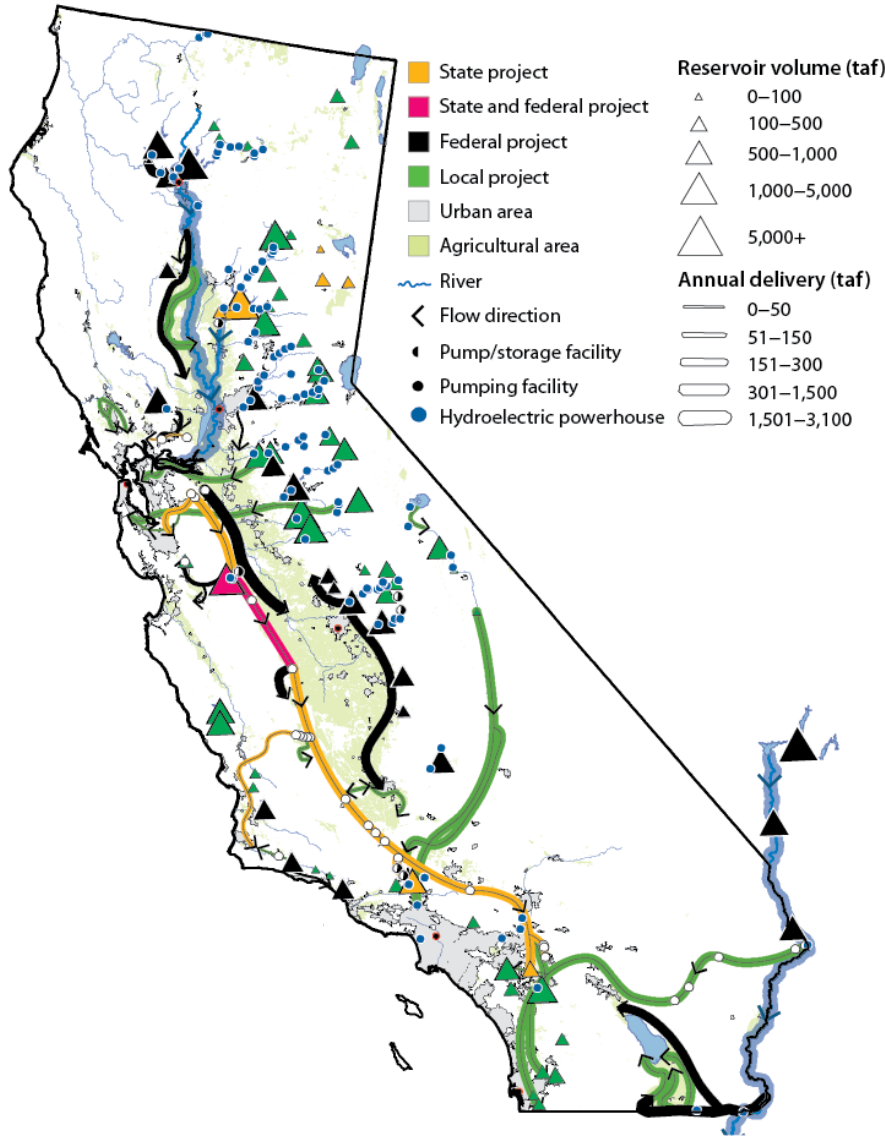 State project
State and federal project
Federal project
Local project
Urban area
Agricultural area
River
Flow direction
Pump/storage facility
Pumping facility
Hydroelectric powerhouse
Reservoir volume (taf)
0–100
100–500
500–1,000
1,000–5,000
5,000+
Annual delivery (taf)
0–50
51–150
151–300
301–1,500
1,501–3,100